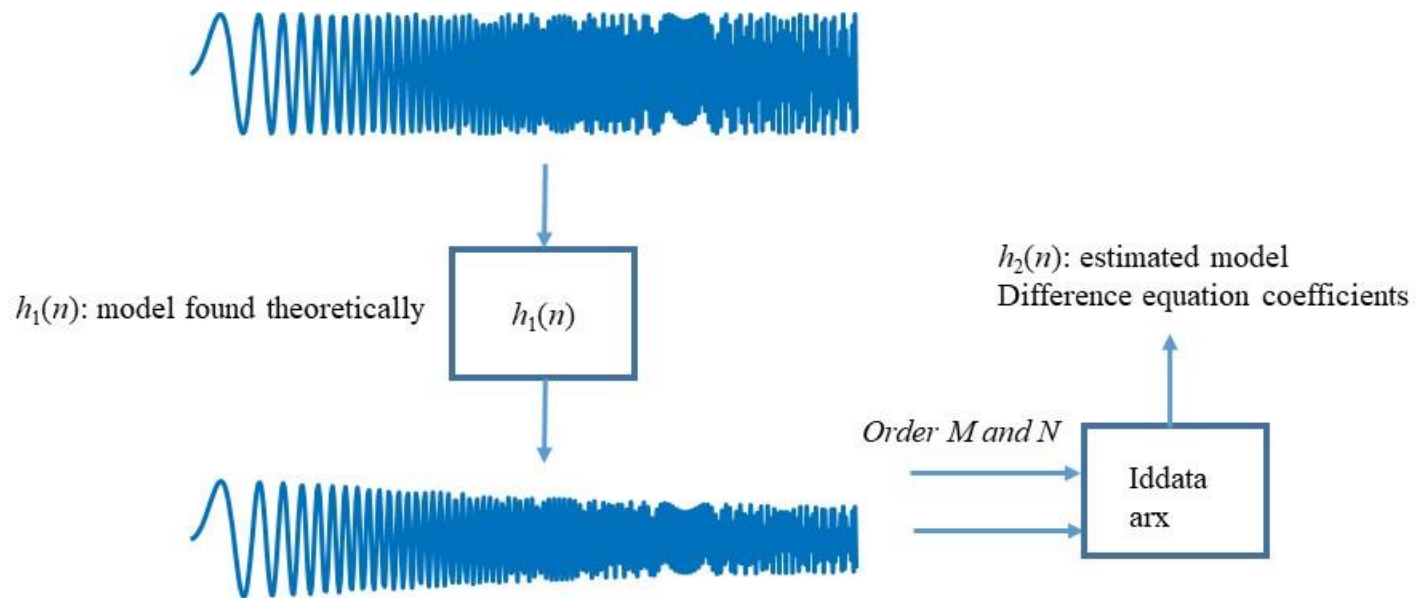 h₂(n): estimated model
Difference equation coefficients
h₁(n): model found theoretically
h₁(n)
Order M and N
Iddata
arx